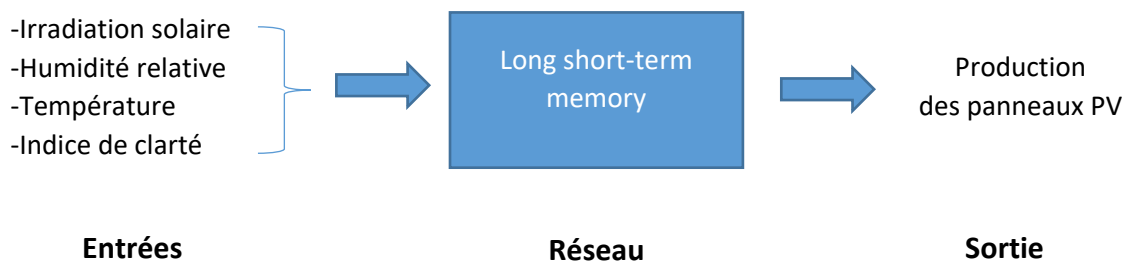 -Irradiation solaire
-Humidité relative
-Température
-Indice de clarté
Long short-term
memory
Production
des panneaux PV
Entrées
Réseau
Sortie